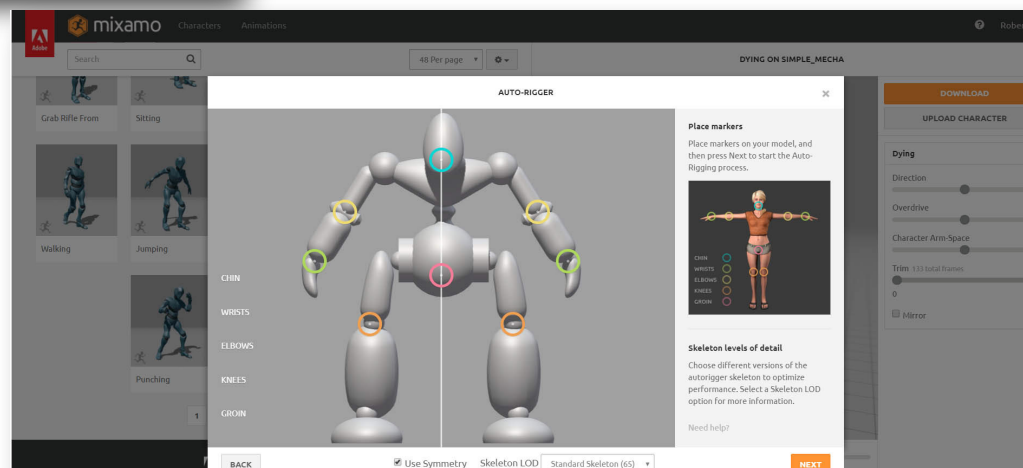 Adobe
mixamo
Characters
Animations
Search
48 Per page
DYING ON SIMPLE_MECHA
Grab Rifle From
Sitting
Walking
Jumping
Punching
1
AUTO-RIGGER
CHIN
WRISTS
ELBOWS
KNEES
GROIN
Place markers
Place markers on your model, and
then press Next to start the Auto-
Rigging process.
CHIN
WRISTS
ELBOWS
KNEES
GROIN
Skeleton levels of detail
Choose different versions of the
autorigger skeleton to optimize
performance. Select a Skeleton LOD
option for more information.
Need help?
BACK
Use Symmetry
Skeleton LOD
Standard Skeleton (65)
NEXT
DOWNLOAD
UPLOAD CHARACTER
Dying
Direction
Overdrive
Character Arm-Space
Trim 133 total frames
0
Mirror